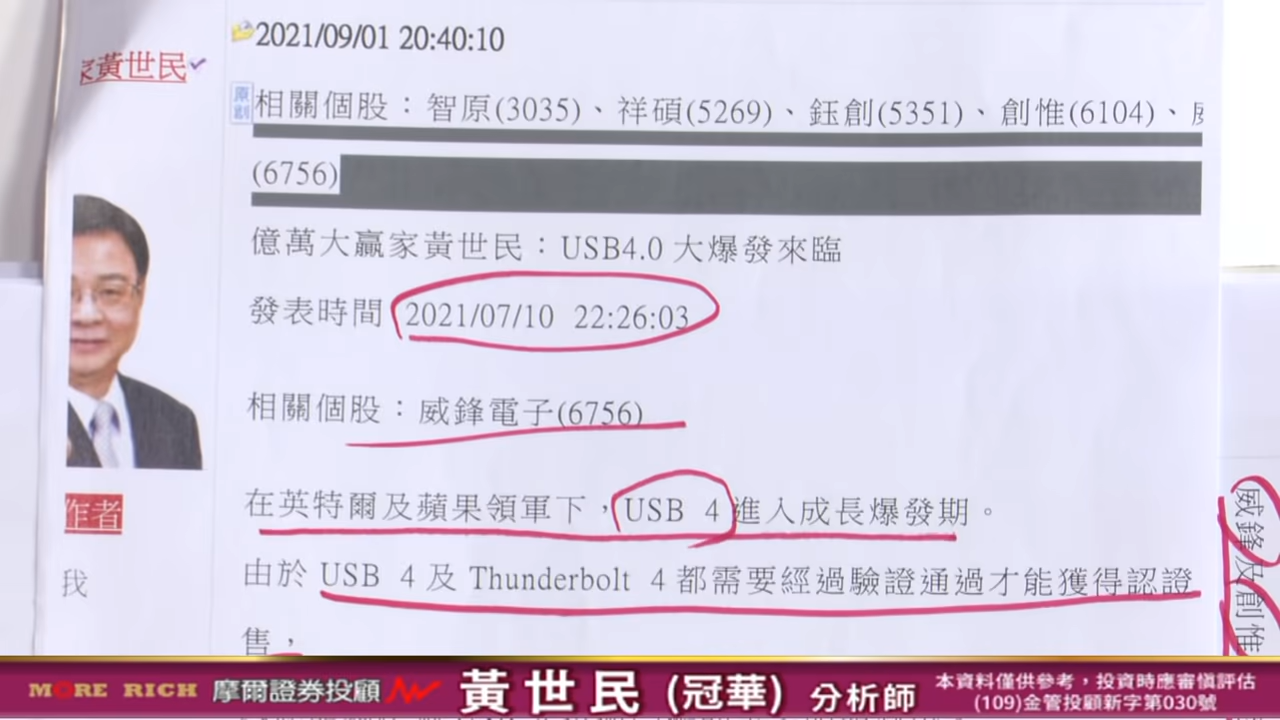 2021/09/01 20:40:10
家黃世民
原創
相關個股：智原(3035)、祥碩(5269)、鈺創(5351)、創惟(6104)、
(6756)
億萬大贏家黃世民：USB4.0 大爆發來臨
發表時間 2021/07/10 22:26:03
相關個股：威鋒電子(6756)
在英特爾及蘋果領軍下，USB 4 進入成長爆發期。
作者
由於 USB 4 及 Thunderbolt 4 都需要經過驗證通過才能獲得認證
我
售，
威鋒及創惟
MORE RICH 摩爾證券投顧 黃世民 (冠華) 分析師
本資料僅供參考，投資時應審慎評估
(109)金管投顧新字第030號